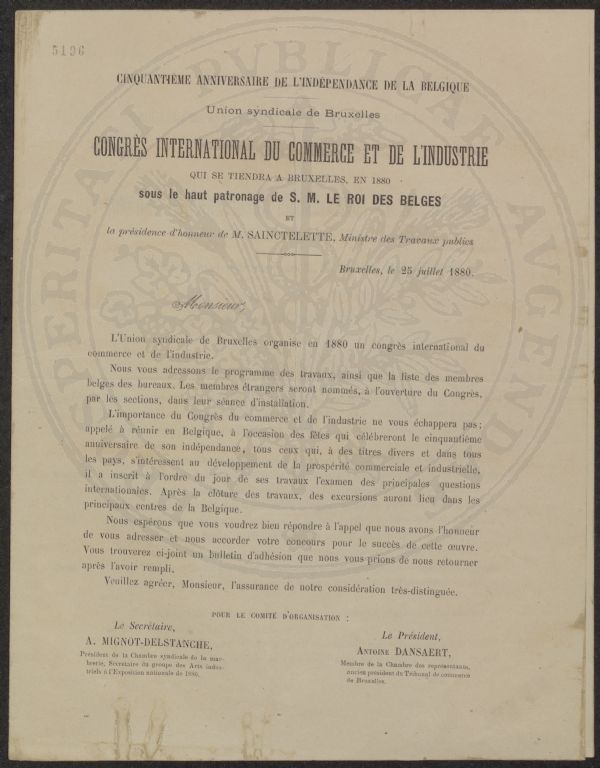 5196
CINQUANTIÈME ANNIVERSAIRE DE L'INDÉPENDANCE DE LA BELGIQUE
Union syndicale de Bruxelles
CONGRÈS INTERNATIONAL DU COMMERCE ET DE L'INDUSTRIE
QUI SE TIENDRA A BRUXELLES, EN 1880
sous le haut patronage de S. M. LE ROI DES BELGES
ET
la présidence d'honneur de M. SAINCTELETTE, Ministre des Travaux publics
Bruxelles, le 25 juillet 1880.
Monsieur,
L'Union syndicale de Bruxelles organise en 1880 un congrès international du
commerce et de l'industrie.
Nous vous adressons le programme des travaux, ainsi que la liste des membres
belges des bureaux. Les membres étrangers seront nommés, à l'ouverture du Congrès,
par les sections, dans leur séance d'installation.
L'importance du Congrès du commerce et de l'industrie ne vous échappera pas;
appelé à réunir en Belgique, à l'occasion des fêtes qui célébreront le cinquantième
anniversaire de son indépendance, tous ceux qui, à des titres divers et dans tous
les pays, s'intéressent au développement de la prospérité commerciale et industrielle,
il a inscrit à l'ordre du jour de ses travaux l'examen des principales questions
internationales. Après la clôture des travaux, des excursions auront lieu dans les
principaux centres de la Belgique.
Nous espérons que vous voudrez bien répondre à l'appel que nous avons l'honneur
de vous adresser et nous accorder votre concours pour le succès de cette œuvre.
Vous trouverez ci-joint un bulletin d'adhésion que nous vous prions de nous retourner
après l'avoir rempli.
Veuillez agréer, Monsieur, l'assurance de notre considération très-distinguée.
POUR LE COMITÉ D'ORGANISATION :
Le Secrétaire,
A. MIGNOT-DELSTANCHE,
Président de la Chambre syndicale de la mar-
brerie, Secrétaire du groupe des Arts indus-
triels à l'Exposition nationale de 1880.
Le Président,
ANTOINE DANSAERT,
Membre de la Chambre des représentants,
ancien président du Tribunal de commerce
de Bruxelles.
PROSPERITATI PVBLICAE AVGENDAE